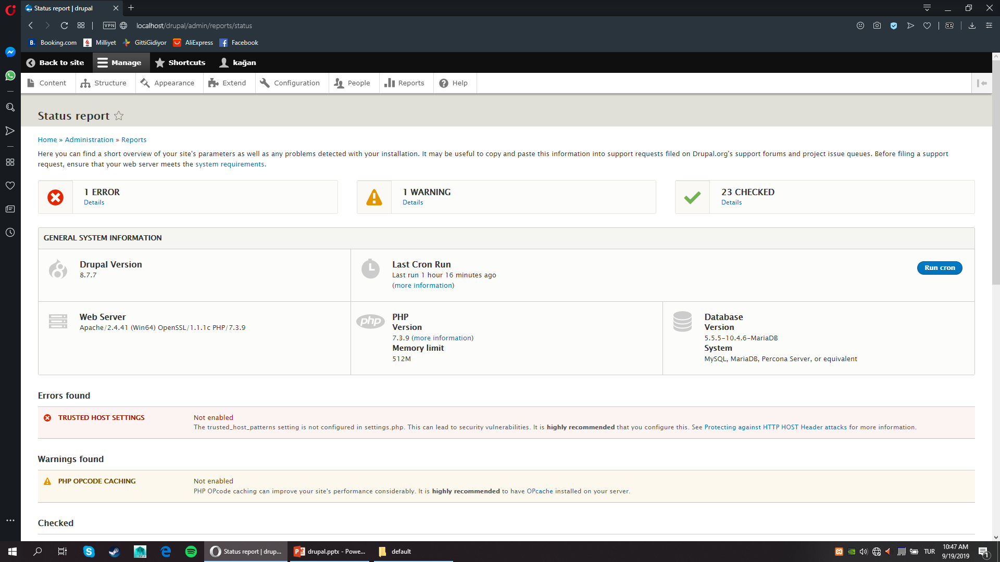 Status report | drupal
VPN
localhost/drupal/admin/reports/status
B. Booking.com Milliyet GittiGidiyor AliExpress Facebook
Back to site Manage Shortcuts kağan
Content Structure Appearance Extend Configuration People Reports Help
Status report
Home » Administration » Reports
Here you can find a short overview of your site's parameters as well as any problems detected with your installation. It may be useful to copy and paste this information into support requests filed on Drupal.org's support forums and project issue queues. Before filing a support
request, ensure that your web server meets the system requirements.
1 ERROR
Details
1 WARNING
Details
23 CHECKED
Details
GENERAL SYSTEM INFORMATION
Drupal Version
8.7.7
Last Cron Run
Last run 1 hour 16 minutes ago
(more information)
Run cron
Web Server
Apache/2.4.41 (Win64) OpenSSL/1.1.1c PHP/7.3.9
php
PHP
Version
7.3.9 (more information)
Memory limit
512M
Database
Version
5.5.5-10.4.6-MariaDB
System
MySQL, MariaDB, Percona Server, or equivalent
Errors found
TRUSTED HOST SETTINGS
Not enabled
The trusted_host_patterns setting is not configured in settings.php. This can lead to security vulnerabilities. It is highly recommended that you configure this. See Protecting against HTTP HOST Header attacks for more information.
Warnings found
PHP OPCODE CACHING
Not enabled
PHP OPcode caching can improve your site's performance considerably. It is highly recommended to have OPcache installed on your server.
Checked
Status report | drup...
drupal.pptx - Powe...
default
TUR
10:47 AM
9/19/2019
1